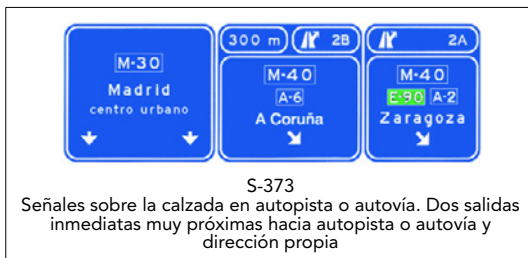 M-30
Madrid
centro urbano
300 m 2B
M-40
A-6
A Coruña
2A
M-40
E-90 A-2
Zaragoza
S-373
Señales sobre la calzada en autopista o autovía. Dos salidas
inmediatas muy próximas hacia autopista o autovía y
dirección propia